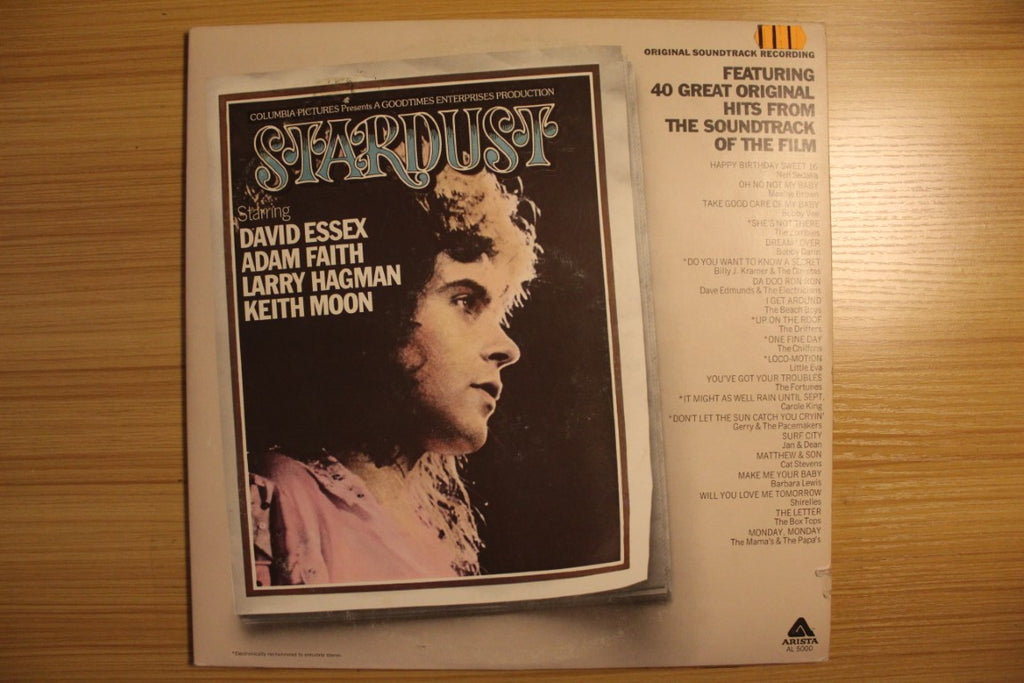 ORIGINAL SOUNDTRACK RECORDING
FEATURING
40 GREAT ORIGINAL
HITS FROM
THE SOUNDTRACK
OF THE FILM
COLUMBIA PICTURES Presents A GOODTIMES ENTERPRISES PRODUCTION
STARDUST
Starring
DAVID ESSEX
ADAM FAITH
LARRY HAGMAN
KEITH MOON
HAPPY BIRTHDAY SWEET 16
Neil Sedaka
OH NO NOT MY BABY
Maxine Brown
TAKE GOOD CARE OF MY BABY
Bobby Vee
*SHE'S NOT THERE
The Zombies
DREAM LOVER
Bobby Darin
*DO YOU WANT TO KNOW A SECRET
Billy J. Kramer & The Dakotas
DA DOO RON RON
Dave Edmunds & The Electricians
I GET AROUND
The Beach Boys
*UP ON THE ROOF
The Drifters
*ONE FINE DAY
The Chiffons
*LOCO-MOTION
Little Eva
YOU'VE GOT YOUR TROUBLES
The Fortunes
*IT MIGHT AS WELL RAIN UNTIL SEPT.
Carole King
*DON'T LET THE SUN CATCH YOU CRYIN'
Gerry & The Pacemakers
SURF CITY
Jan & Dean
MATTHEW & SON
Cat Stevens
MAKE ME YOUR BABY
Barbara Lewis
WILL YOU LOVE ME TOMORROW
Shirelles
THE LETTER
The Box Tops
MONDAY, MONDAY
The Mama's & The Papa's
*Electronically rechannelled to simulate stereo.
ARISTA
AL 5000